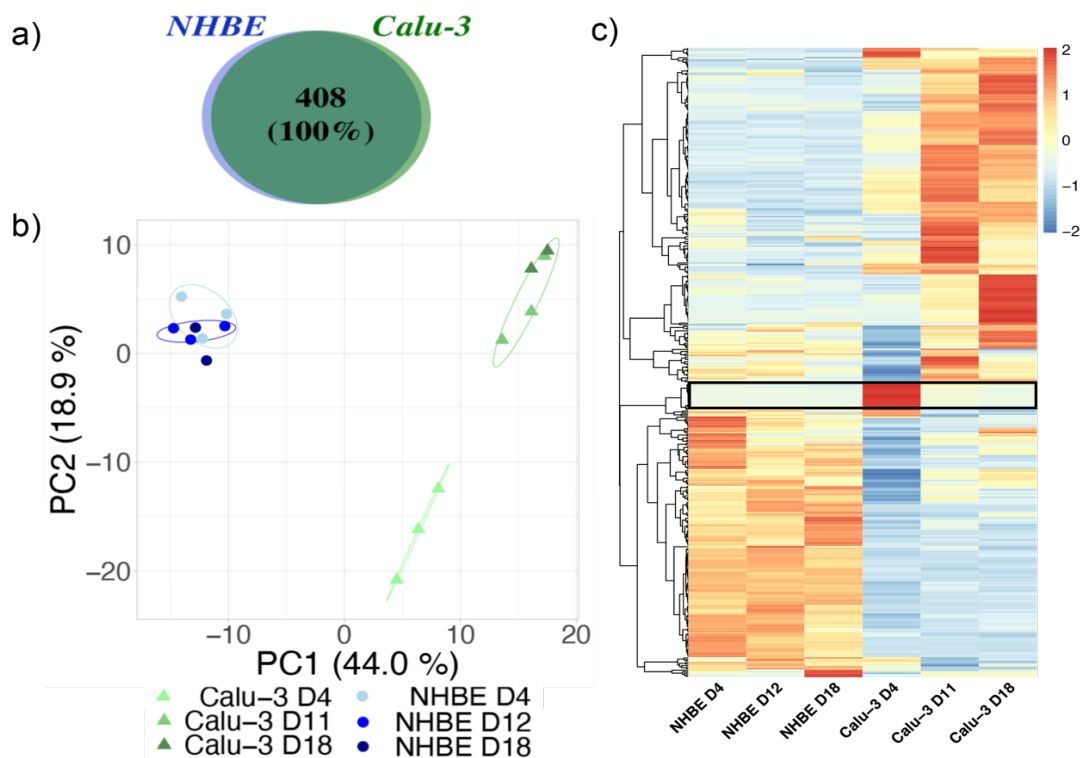 a)
NHBE
Calu-3
408
(100%)
b)
10
0
−10
−20
PC2 (18.9 %)
−10
0
10
20
PC1 (44.0 %)
Calu−3 D4
NHBE D4
Calu−3 D11
NHBE D12
Calu−3 D18
NHBE D18
c)
2
1
0
−1
−2
NHBE D4
NHBE D12
NHBE D18
Calu−3 D4
Calu−3 D11
Calu−3 D18